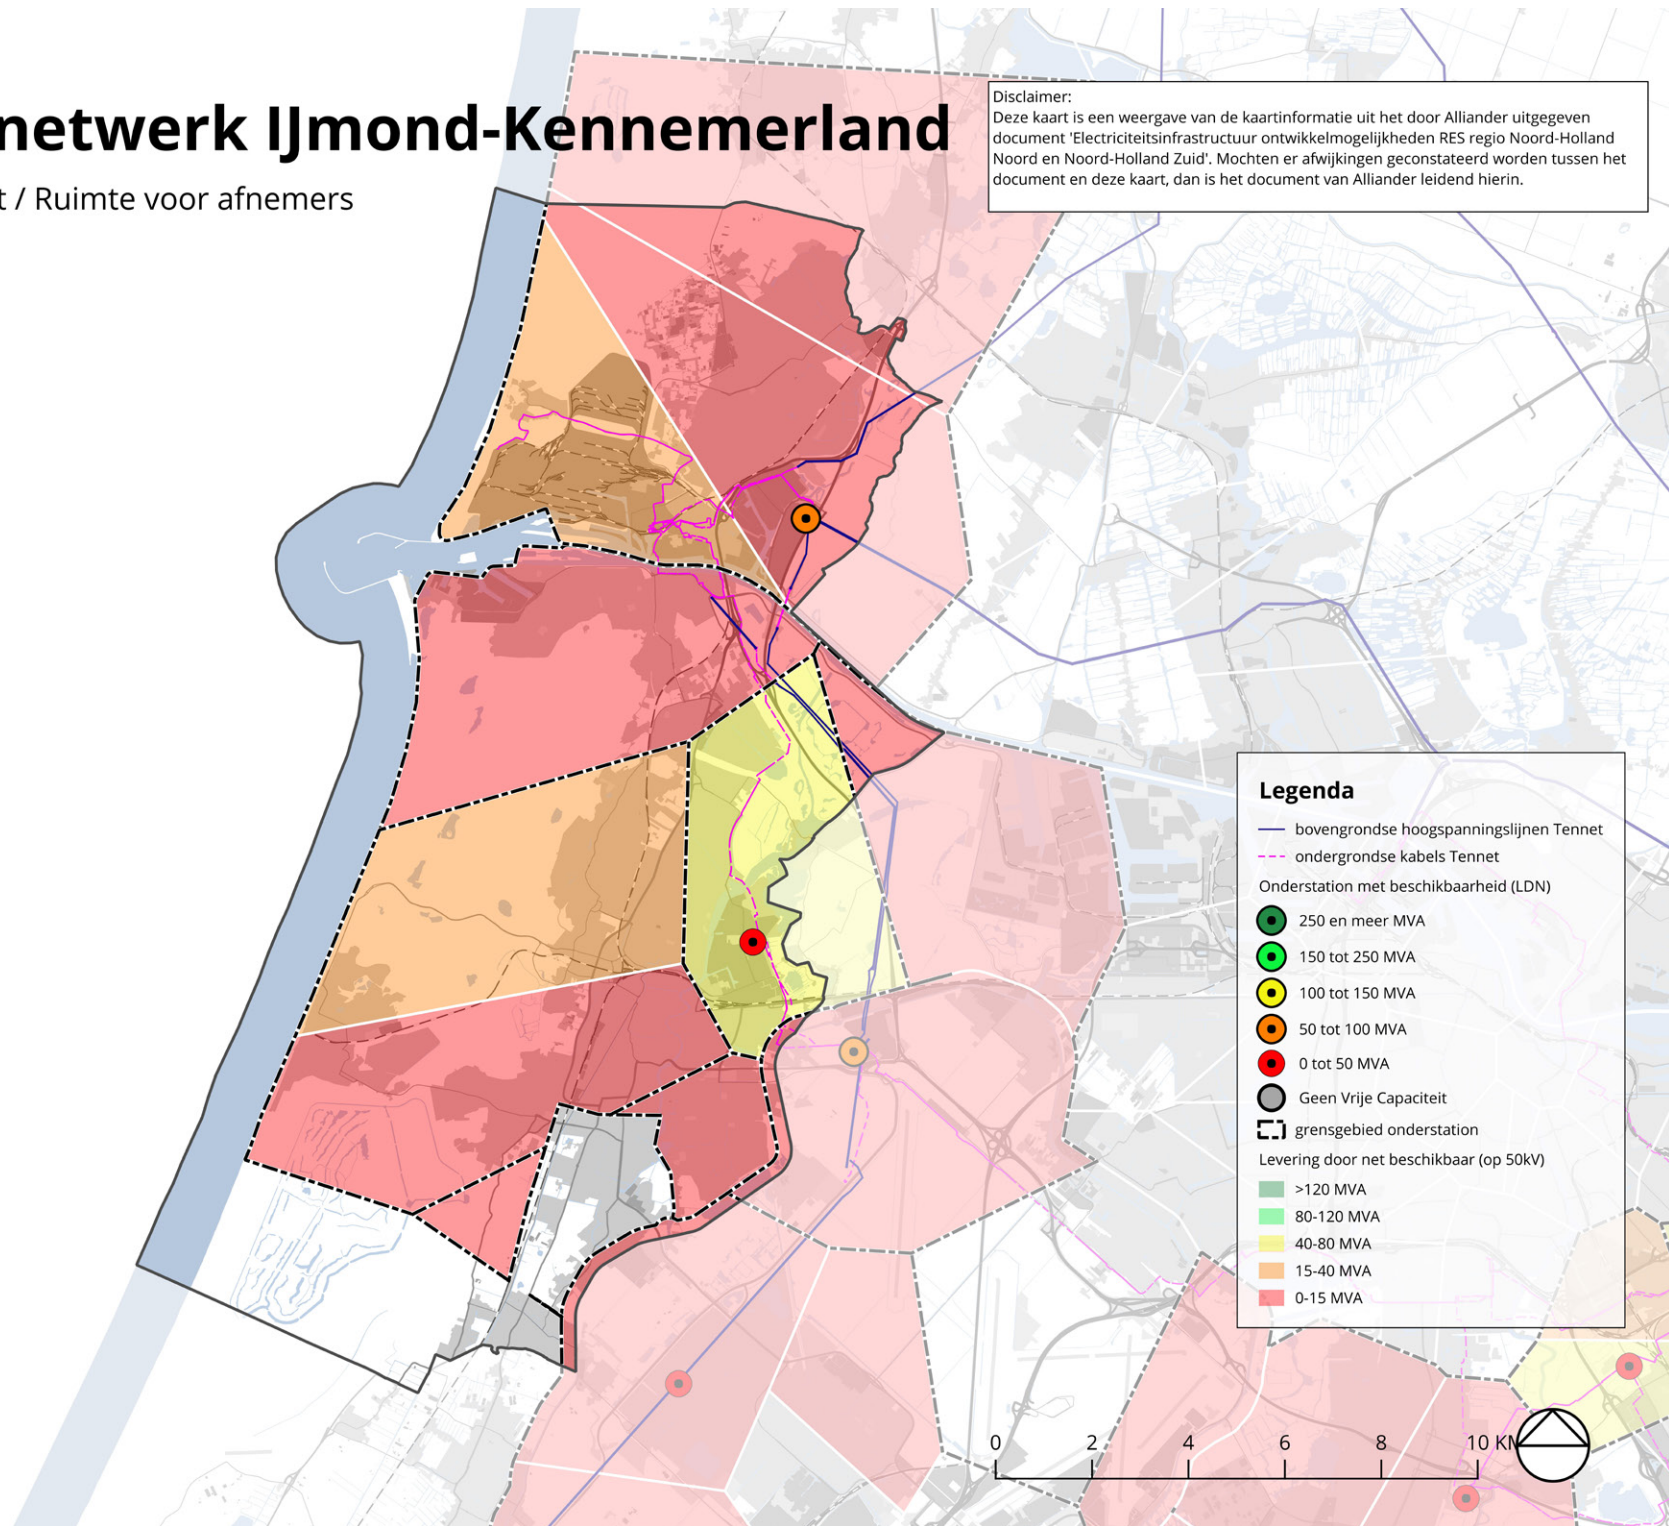 netwerk IJmond-Kennemerland
t / Ruimte voor afnemers
Disclaimer:
Deze kaart is een weergave van de kaartinformatie uit het door Alliander uitgegeven
document 'Electriciteitsinfrastructuur ontwikkelmogelijkheden RES regio Noord-Holland
Noord en Noord-Holland Zuid'. Mochten er afwijkingen geconstateerd worden tussen het
document en deze kaart, dan is het document van Alliander leidend hierin.
Legenda
bovengrondse hoogspanningslijnen Tennet
ondergrondse kabels Tennet
Onderstation met beschikbaarheid (LDN)
250 en meer MVA
150 tot 250 MVA
100 tot 150 MVA
50 tot 100 MVA
0 tot 50 MVA
Geen Vrije Capaciteit
grensgebied onderstation
Levering door net beschikbaar (op 50kV)
>120 MVA
80-120 MVA
40-80 MVA
15-40 MVA
0-15 MVA
0 2 4 6 8 10 KM